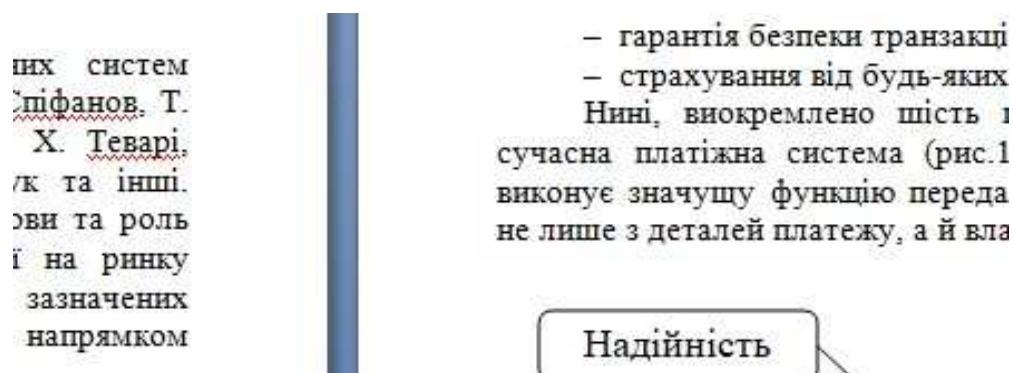 них систем
Єпіфанов, Т.
Х. Теварі,
ук та інші.
ови та роль
ї на ринку
зазначених
напрямком
– гарантія безпеки транзакці
– страхування від будь-яких
Нині, виокремлено шість
сучасна платіжна система (рис.1
виконує значущу функцію переда
не лише з деталей платежу, а й вла
Надійність